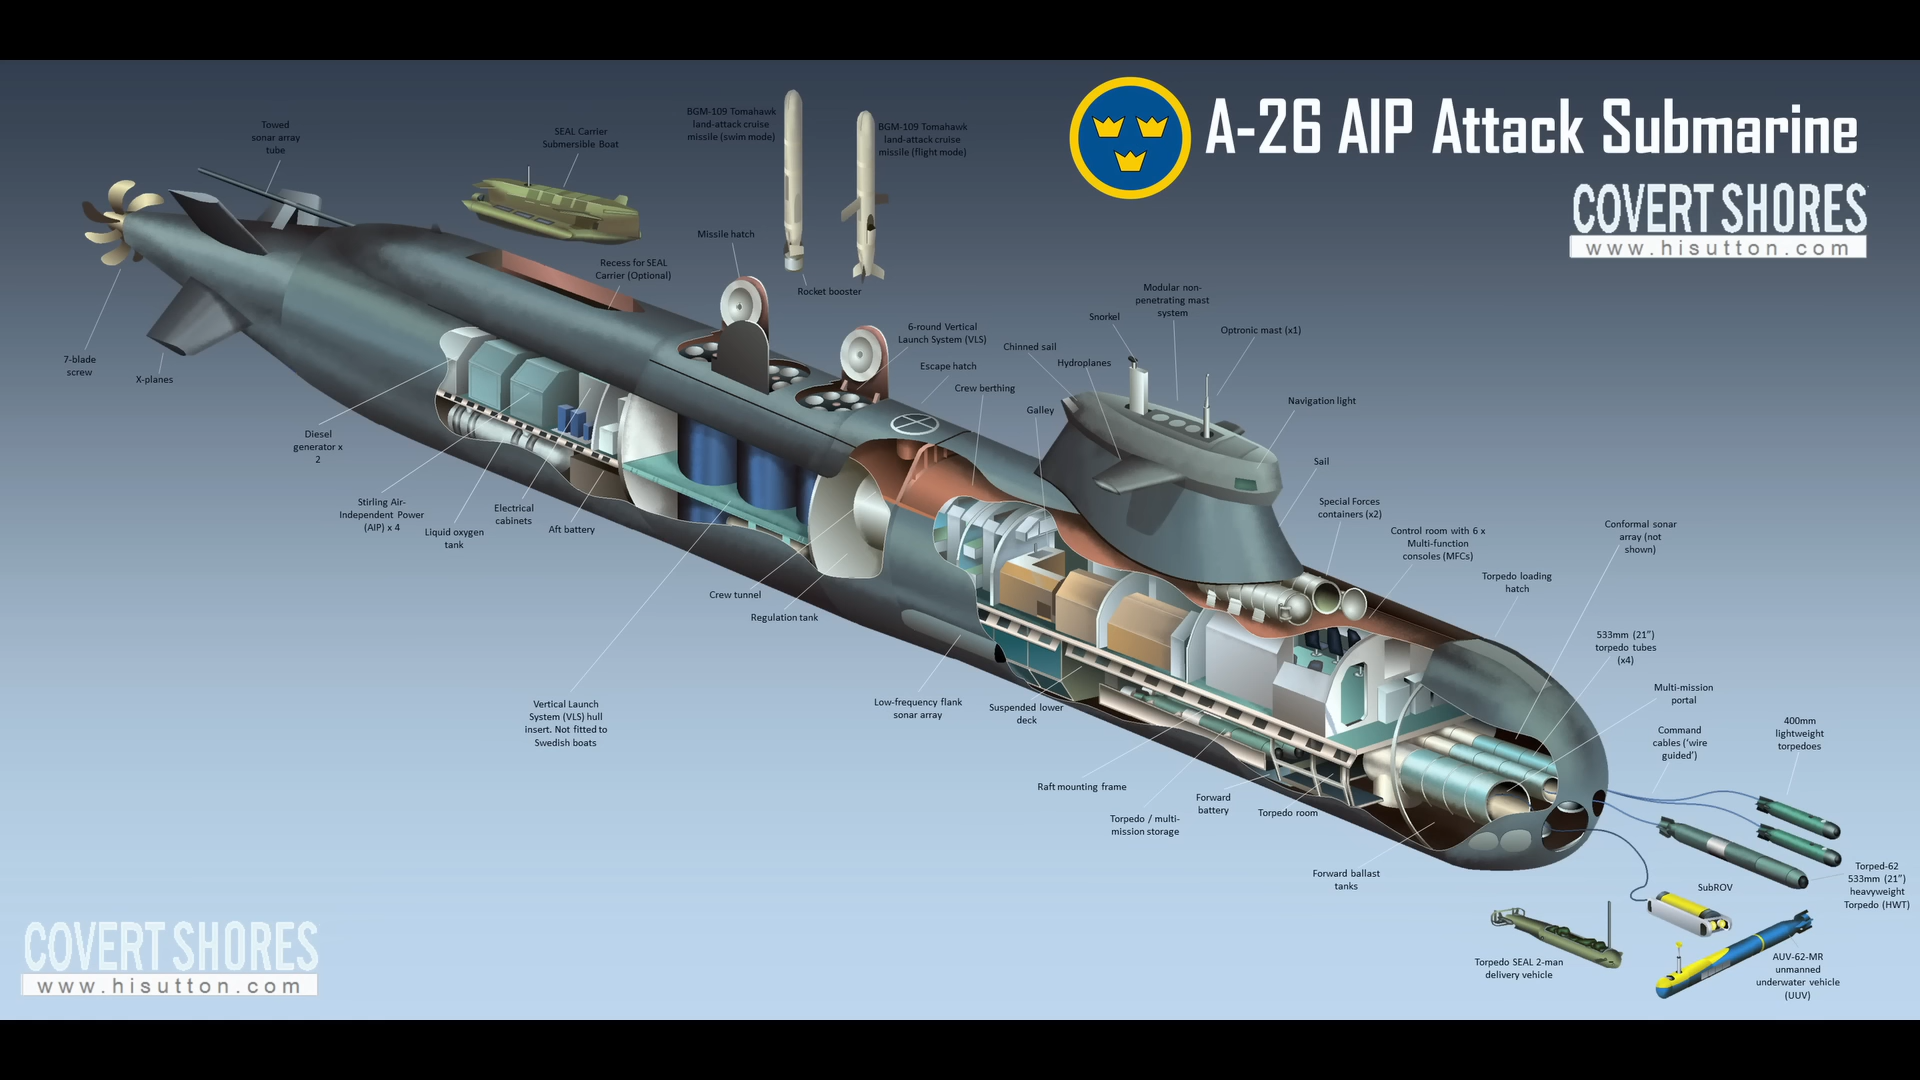 A-26 AIP Attack Submarine
COVERT SHORES
www.hisutton.com
Towed
sonar array
tube
SEAL Carrier
Submersible Boat
BGM-109 Tomahawk
land-attack cruise
missile (swim mode)
BGM-109 Tomahawk
land-attack cruise
missile (flight mode)
Missile hatch
Recess for SEAL
Carrier (Optional)
Rocket booster
6-round Vertical
Launch System (VLS)
Escape hatch
Crew berthing
Galley
Chinned sail
Hydroplanes
Snorkel
Modular non-
penetrating mast
system
Optronic mast (x1)
Navigation light
Sail
Special Forces
containers (x2)
Control room with 6 x
Multi-function
consoles (MFCs)
Torpedo loading
hatch
Conformal sonar
array (not
shown)
533mm (21")
torpedo tubes
(x4)
Multi-mission
portal
Command
cables ('wire
guided')
400mm
lightweight
torpedoes
7-blade
screw
X-planes
Diesel
generator x
2
Stirling Air-
Independent Power
(AIP) x 4
Liquid oxygen
tank
Electrical
cabinets
Aft battery
Crew tunnel
Regulation tank
Vertical Launch
System (VLS) hull
insert. Not fitted to
Swedish boats
Low-frequency flank
sonar array
Suspended lower
deck
Raft mounting frame
Torpedo / multi-
mission storage
Forward
battery
Torpedo room
Forward ballast
tanks
Torped-62
533mm (21")
heavyweight
Torpedo (HWT)
SubROV
Torpedo SEAL 2-man
delivery vehicle
AUV-62-MR
unmanned
underwater vehicle
(UUV)
COVERT SHORES
www.hisutton.com